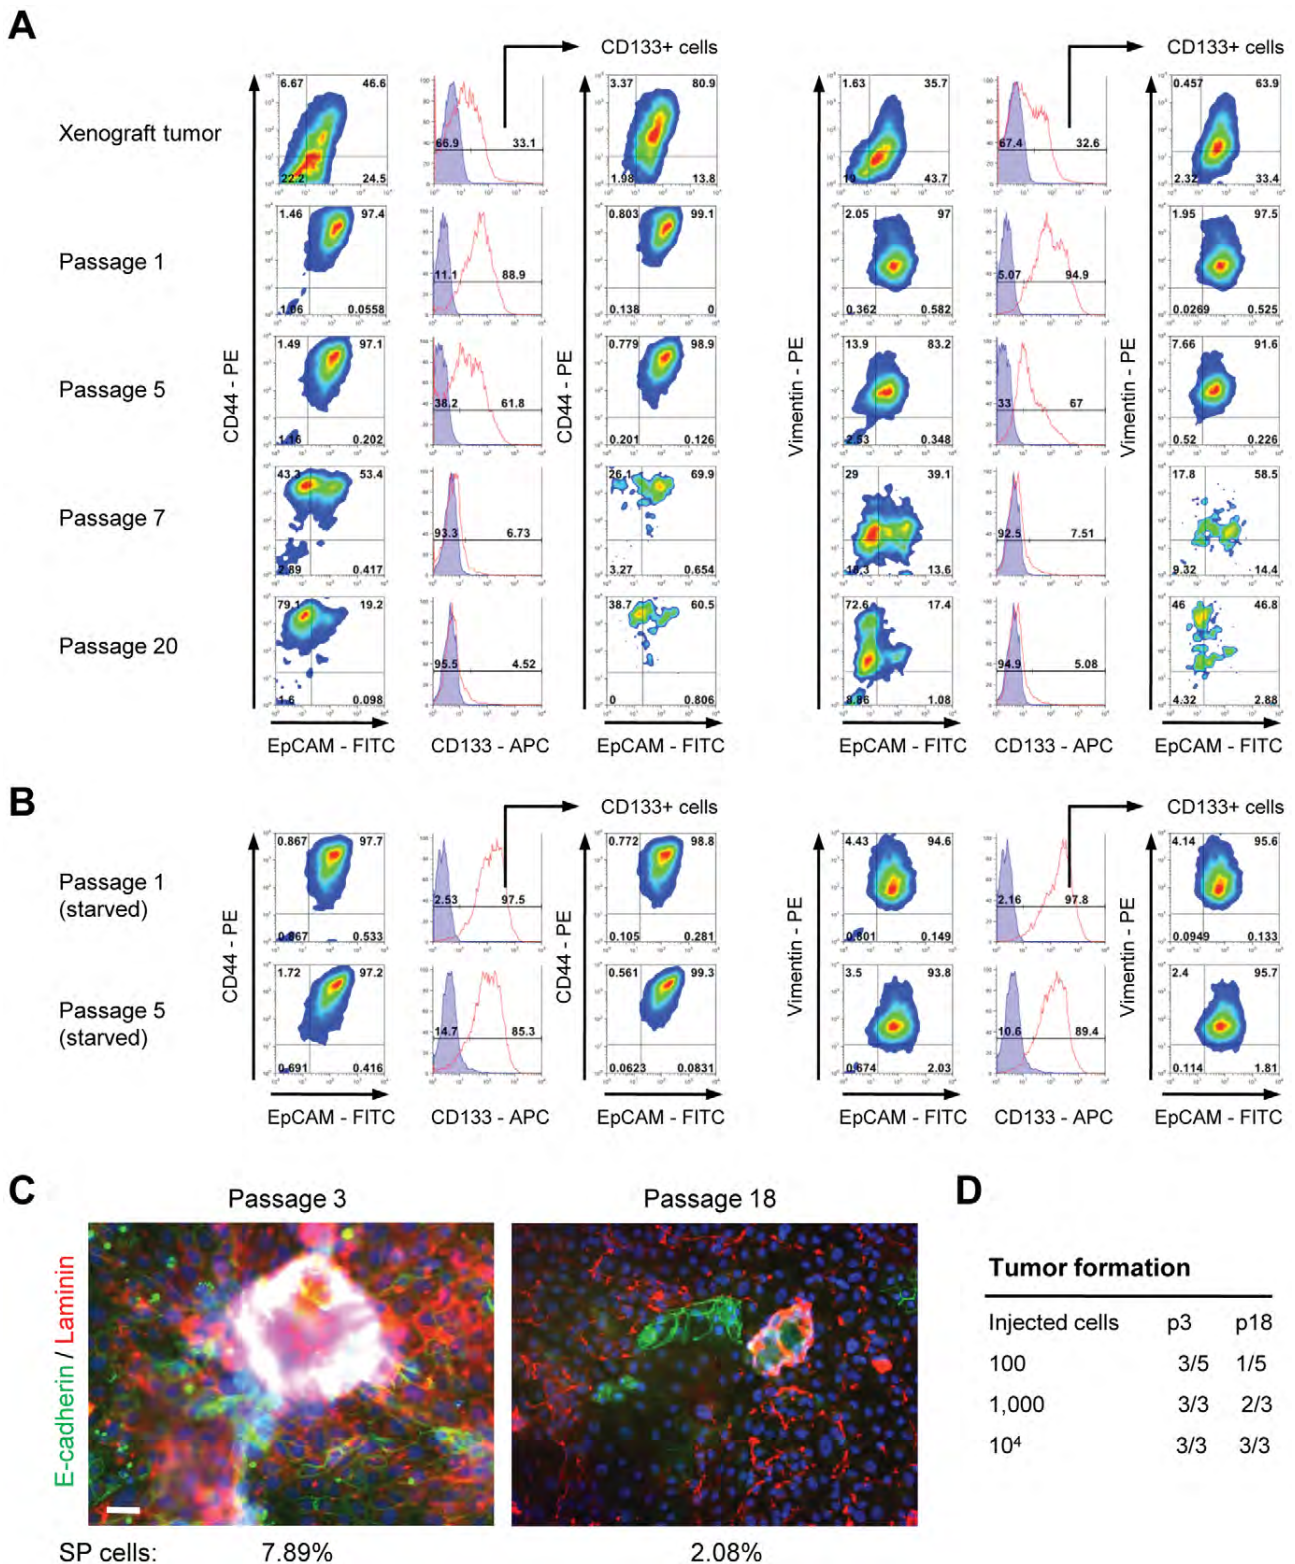 A
CD133+ cells
CD133+ cells
Xenograft tumor
6.67 46.6
22.2 24.5
66.9 33.1
3.37 80.9
1.98 13.8
1.63 35.7
19 43.7
67.4 32.6
0.457 63.9
2.32 33.4
Passage 1
1.46 97.4
1.06 0.0558
11.1 88.9
0.803 99.1
0.138 0
2.05 97
0.362 0.582
5.07 94.9
1.95 97.5
0.0269 0.525
Passage 5
1.49 97.1
1.16 0.202
38.2 61.8
0.779 98.9
0.201 0.126
13.9 83.2
2.53 0.348
33 67
7.66 91.6
0.52 0.226
Passage 7
43.3 53.4
2.89 0.417
93.3 6.73
26.1 69.9
3.27 0.654
29 39.1
18.3 13.6
92.5 7.51
17.8 58.5
9.32 14.4
Passage 20
79.1 19.2
1.6 0.098
95.5 4.52
38.7 60.5
0 0.806
72.6 17.4
8.86 1.08
94.9 5.08
46 46.8
4.32 2.88
CD44 - PE
CD44 - PE
Vimentin - PE
Vimentin - PE
EpCAM - FITC CD133 - APC EpCAM - FITC EpCAM - FITC CD133 - APC EpCAM - FITC
B
CD133+ cells
CD133+ cells
Passage 1
(starved)
0.867 97.7
0.867 0.533
2.53 97.5
0.772 98.8
0.105 0.281
4.43 94.6
0.801 0.149
2.16 97.8
4.14 95.6
0.0949 0.133
Passage 5
(starved)
1.72 97.2
0.691 0.416
14.7 85.3
0.561 99.3
0.0623 0.0831
3.5 93.8
0.674 2.03
10.6 89.4
2.4 95.7
0.114 1.81
CD44 - PE
CD44 - PE
Vimentin - PE
Vimentin - PE
EpCAM - FITC CD133 - APC EpCAM - FITC EpCAM - FITC CD133 - APC EpCAM - FITC
C
Passage 3 Passage 18
E-cadherin / Laminin
SP cells: 7.89% 2.08%
D
Tumor formation
Injected cells p3 p18
100 3/5 1/5
1,000 3/3 2/3
10⁴ 3/3 3/3